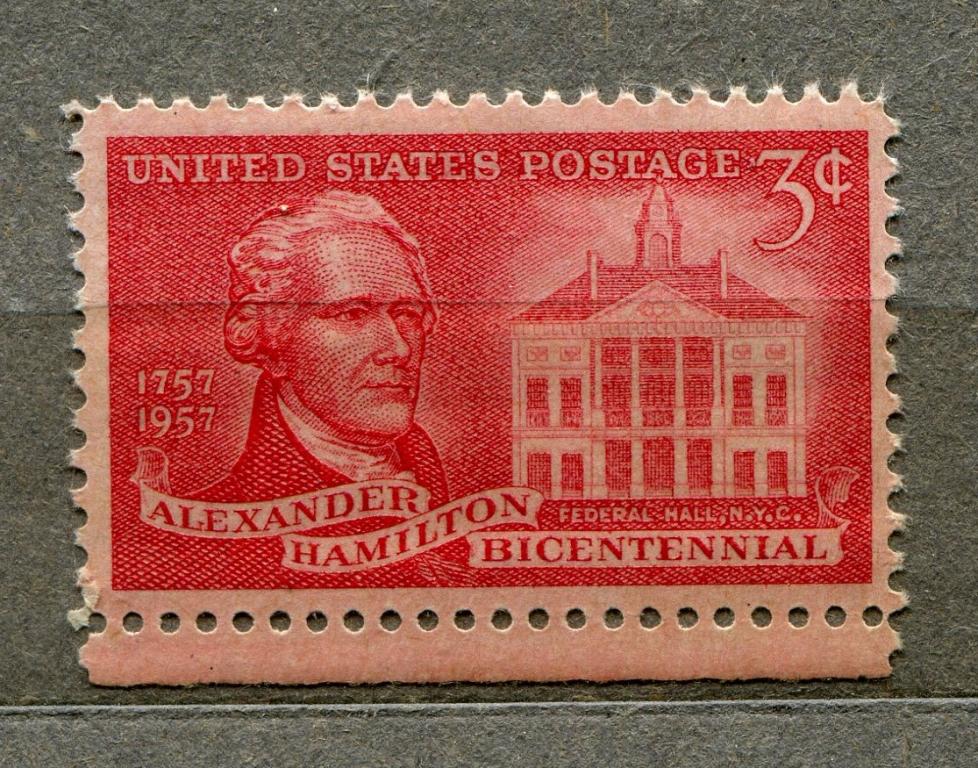 UNITED STATES POSTAGE 3¢
1757
1957
ALEXANDER
HAMILTON
BICENTENNIAL
FEDERAL HALL, N.Y.C.